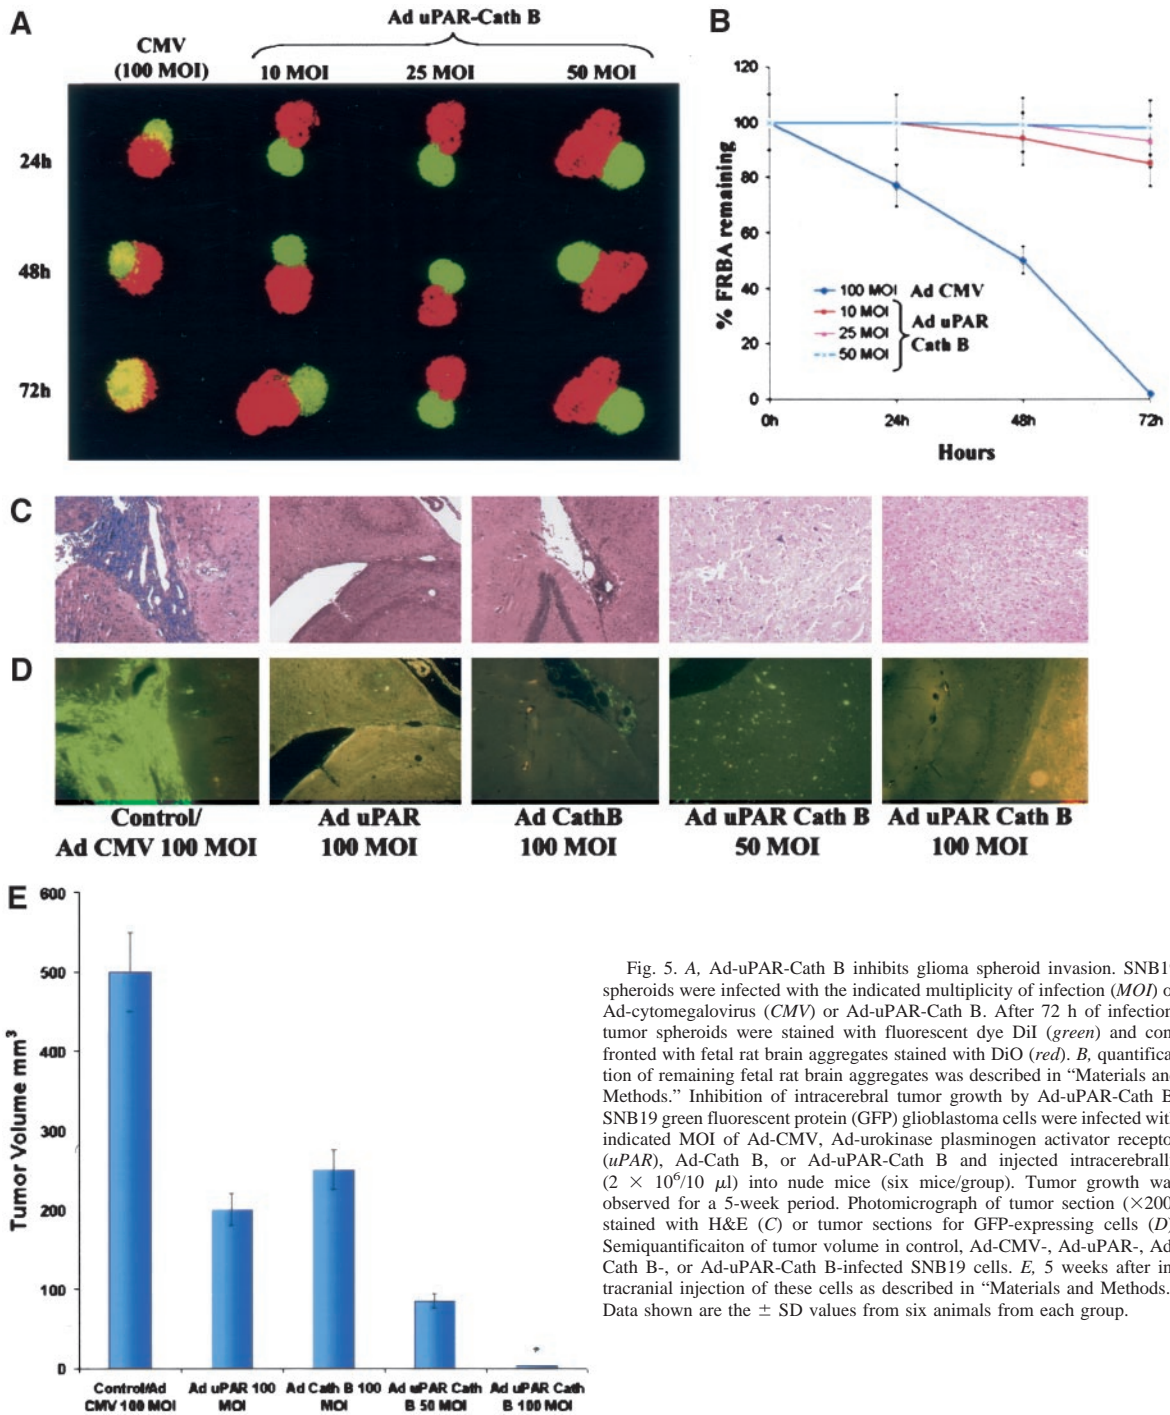 A
Ad uPAR-Cath B
CMV
(100 MOI)
10 MOI
25 MOI
50 MOI
24h
48h
72h
B
120
100
80
60
40
20
0
% FRBA remaining
100 MOI Ad CMV
10 MOI
25 MOI
50 MOI
Ad uPAR
Cath B
0h
24h
48h
72h
Hours
C
D
Control/
Ad CMV 100 MOI
Ad uPAR
100 MOI
Ad CathB
100 MOI
Ad uPAR Cath B
50 MOI
Ad uPAR Cath B
100 MOI
E
600
500
400
300
200
100
0
Tumor Volume mm³
Control/Ad
CMV 100 MOI
Ad uPAR 100
MOI
Ad Cath B 100
MOI
Ad uPAR Cath
B 50 MOI
Ad uPAR Cath
B 100 MOI
*
Fig. 5. A, Ad-uPAR-Cath B inhibits glioma spheroid invasion. SNB19
spheroids were infected with the indicated multiplicity of infection (MOI) o
Ad-cytomegalovirus (CMV) or Ad-uPAR-Cath B. After 72 h of infection
tumor spheroids were stained with fluorescent dye DiI (green) and con
fronted with fetal rat brain aggregates stained with DiO (red). B, quantifica
tion of remaining fetal rat brain aggregates was described in “Materials and
Methods.” Inhibition of intracerebral tumor growth by Ad-uPAR-Cath B
SNB19 green fluorescent protein (GFP) glioblastoma cells were infected with
indicated MOI of Ad-CMV, Ad-urokinase plasminogen activator recepto
(uPAR), Ad-Cath B, or Ad-uPAR-Cath B and injected intracerebrall
(2 × 10⁶/10 μl) into nude mice (six mice/group). Tumor growth wa
observed for a 5-week period. Photomicrograph of tumor section (×200
stained with H&E (C) or tumor sections for GFP-expressing cells (D)
Semiquantificaiton of tumor volume in control, Ad-CMV-, Ad-uPAR-, Ad
Cath B-, or Ad-uPAR-Cath B-infected SNB19 cells. E, 5 weeks after in
tracranial injection of these cells as described in “Materials and Methods.
Data shown are the ± SD values from six animals from each group.